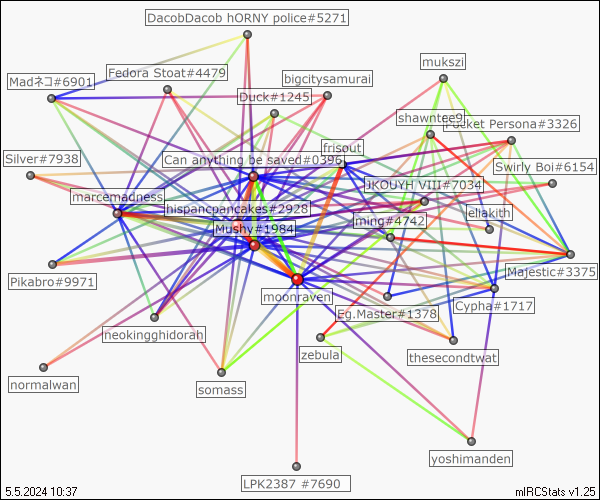 DacobDacob hORNY police#5271
mukszi
Fedora Stoat#4479
Madネコ#6901
bigcitysamurai
Duck#1245
shawntee9
Pocket Persona#3326
frisout
Silver#7938
Can anything be saved#0396
Swirly Boi#6154
JKOUYH VIII#7034
marcemadness
hispancpancakes#2928
eliakith
ming#4742
Mushy#1984
Majestic#3375
Pikabro#9971
moonraven
Cypha#1717
Eg.Master#1378
neokingghidorah
zebula
thesecondtwat
normalwan
somass
yoshimanden
LPK2387 #7690
5.5.2024 10:37
mIRCStats v1.25